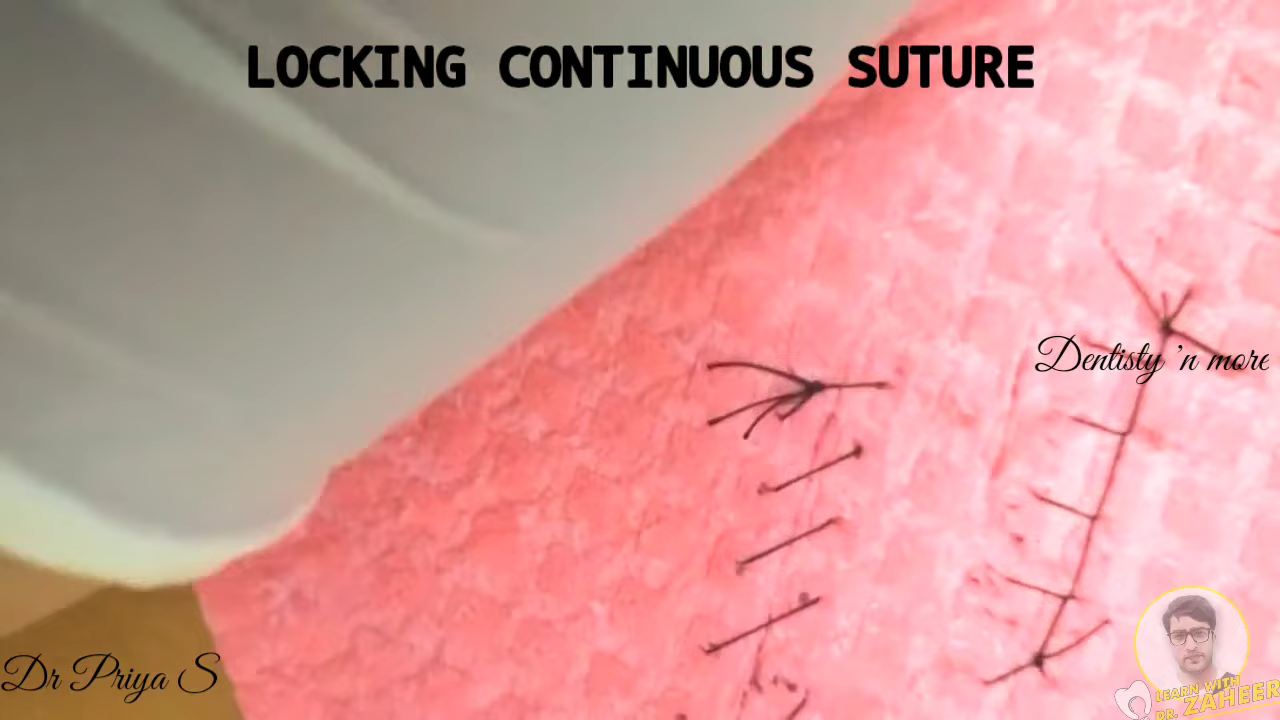 LOCKING CONTINUOUS SUTURE
Dentisty 'n more
Dr Priya S
LEARN WITH
DR. ZAHEER